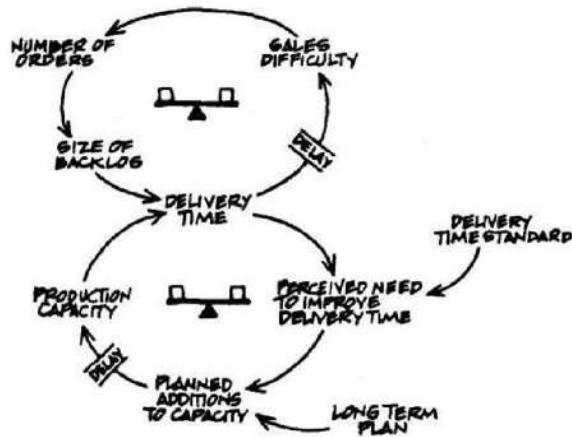 NUMBER OF
ORDERS
SALES
DIFFICULTY
SIZE OF
BACKLOG
DELAY
DELIVERY
TIME
DELIVERY
TIME STANDARD
PRODUCTION
CAPACITY
PERCEIVED NEED
TO IMPROVE
DELIVERY TIME
DELAY
PLANNED
ADDITIONS
TO CAPACITY
LONG TERM
PLAN